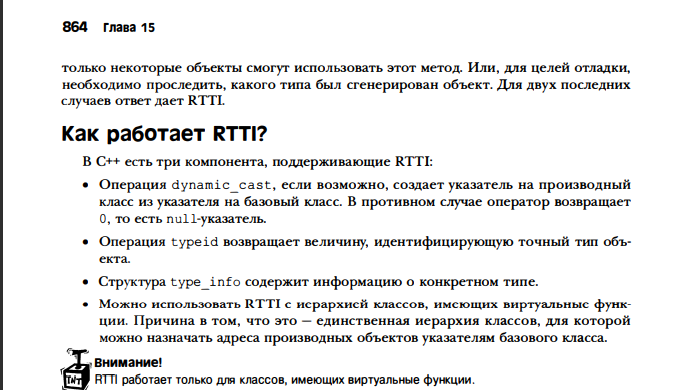 864 Глава 15
только некоторые объекты смогут использовать этот метод. Или, для целей отладки,
необходимо проследить, какого типа был сгенерирован объект. Для двух последних
случаев ответ дает RTTI.
Как работает RTTI?
В C++ есть три компонента, поддерживающие RTTI:
• Операция dynamic_cast, если возможно, создает указатель на производный
класс из указателя на базовый класс. В противном случае оператор возвращает
0, то есть null-указатель.
• Операция typeid возвращает величину, идентифицирующую точный тип объ-
екта.
• Структура type_info содержит информацию о конкретном типе.
• Можно использовать RTTI с иерархией классов, имеющих виртуальные функ-
ции. Причина в том, что это — единственная иерархия классов, для которой
можно назначать адреса производных объектов указателям базового класса.
TNT
Внимание!
RTTI работает только для классов, имеющих виртуальные функции.